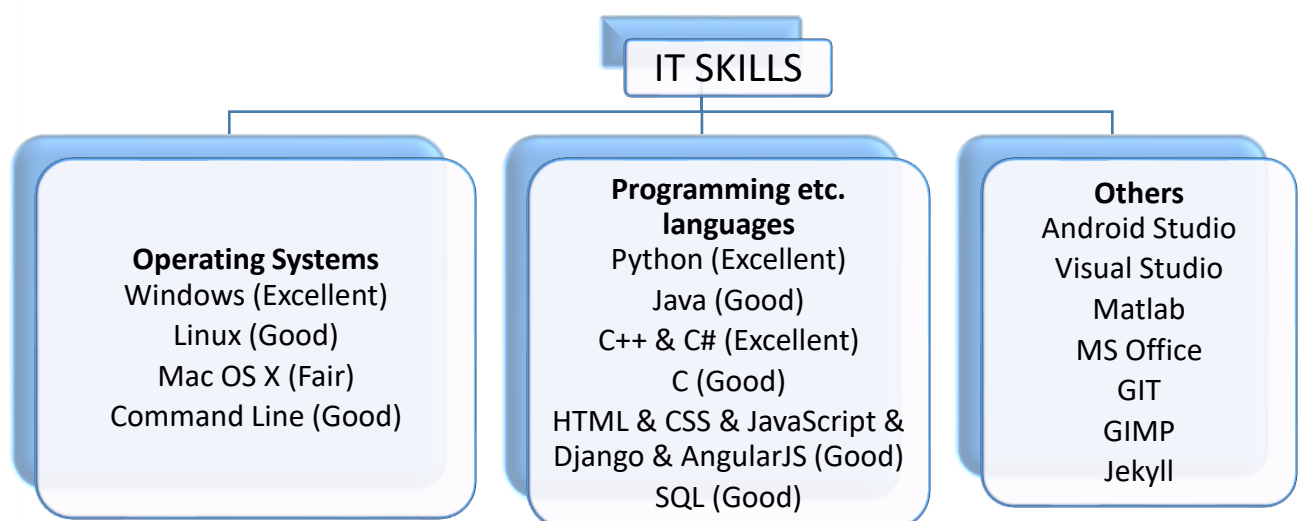 IT SKILLS
Operating Systems
Windows (Excellent)
Linux (Good)
Mac OS X (Fair)
Command Line (Good)
Programming etc.
languages
Python (Excellent)
Java (Good)
C++ & C# (Excellent)
C (Good)
HTML & CSS & JavaScript &
Django & AngularJS (Good)
SQL (Good)
Others
Android Studio
Visual Studio
Matlab
MS Office
GIT
GIMP
Jekyll